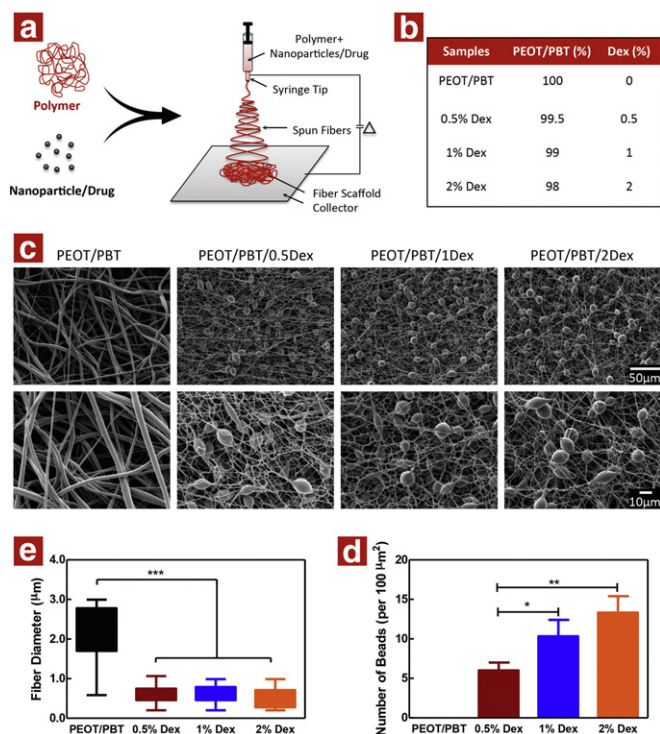 a
Polymer
Nanoparticle/Drug
Polymer+
Nanoparticles/Drug
Syringe Tip
Spun Fibers
Δ
Fiber Scaffold
Collector
b
Samples PEOT/PBT (%) Dex (%)
PEOT/PBT 100 0
0.5% Dex 99.5 0.5
1% Dex 99 1
2% Dex 98 2
c
PEOT/PBT PEOT/PBT/0.5Dex PEOT/PBT/1Dex PEOT/PBT/2Dex
50μm
10μm
e
Fiber Diameter (μm)
4.0
3.0
2.0
1.0
0.0
***
PEOT/PBT 0.5% Dex 1% Dex 2% Dex
d
Number of Beads (per 100 μm²)
20
15
10
5
0
**
*
PEOT/PBT 0.5% Dex 1% Dex 2% Dex